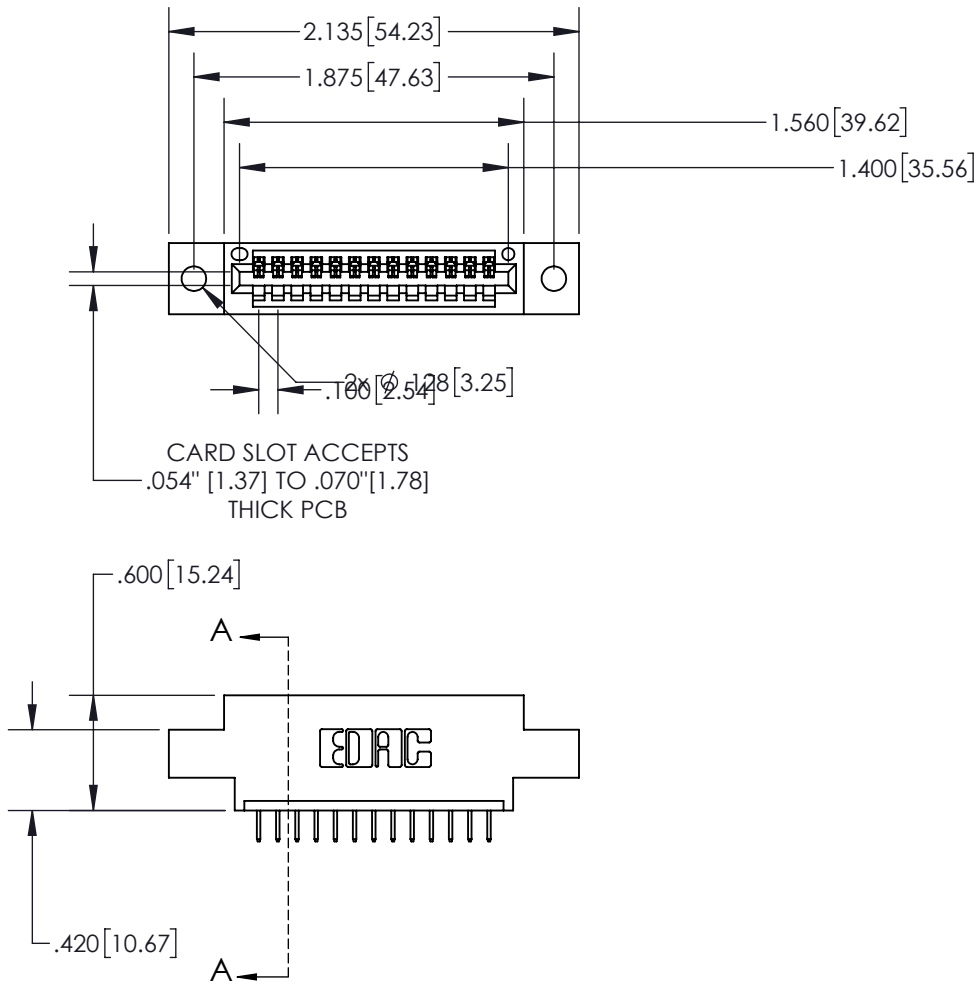 2.135[54.23]
1.875[47.63]
1.560[39.62]
1.400[35.56]
2x Ø .128[3.25]
.100[2.54]
CARD SLOT ACCEPTS
.054" [1.37] TO .070"[1.78]
THICK PCB
.600[15.24]
A
EDAC
.420[10.67]
A